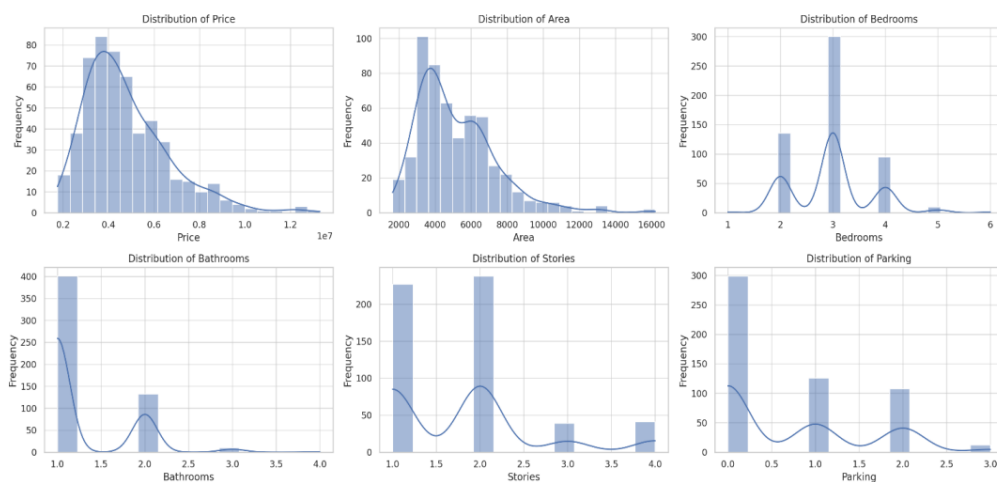 Distribution of Price
Frequency
80
70
60
50
40
30
20
10
0
0.2 0.4 0.6 0.8 1.0 1.2
1e7
Price
Distribution of Area
Frequency
100
80
60
40
20
0
2000 4000 6000 8000 10000 12000 14000 16000
Area
Distribution of Bedrooms
Frequency
300
250
200
150
100
50
0
1 2 3 4 5 6
Bedrooms
Distribution of Bathrooms
Frequency
400
350
300
250
200
150
100
50
0
1.0 1.5 2.0 2.5 3.0 3.5 4.0
Bathrooms
Distribution of Stories
Frequency
200
150
100
50
0
1.0 1.5 2.0 2.5 3.0 3.5 4.0
Stories
Distribution of Parking
Frequency
300
250
200
150
100
50
0
0.0 0.5 1.0 1.5 2.0 2.5 3.0
Parking